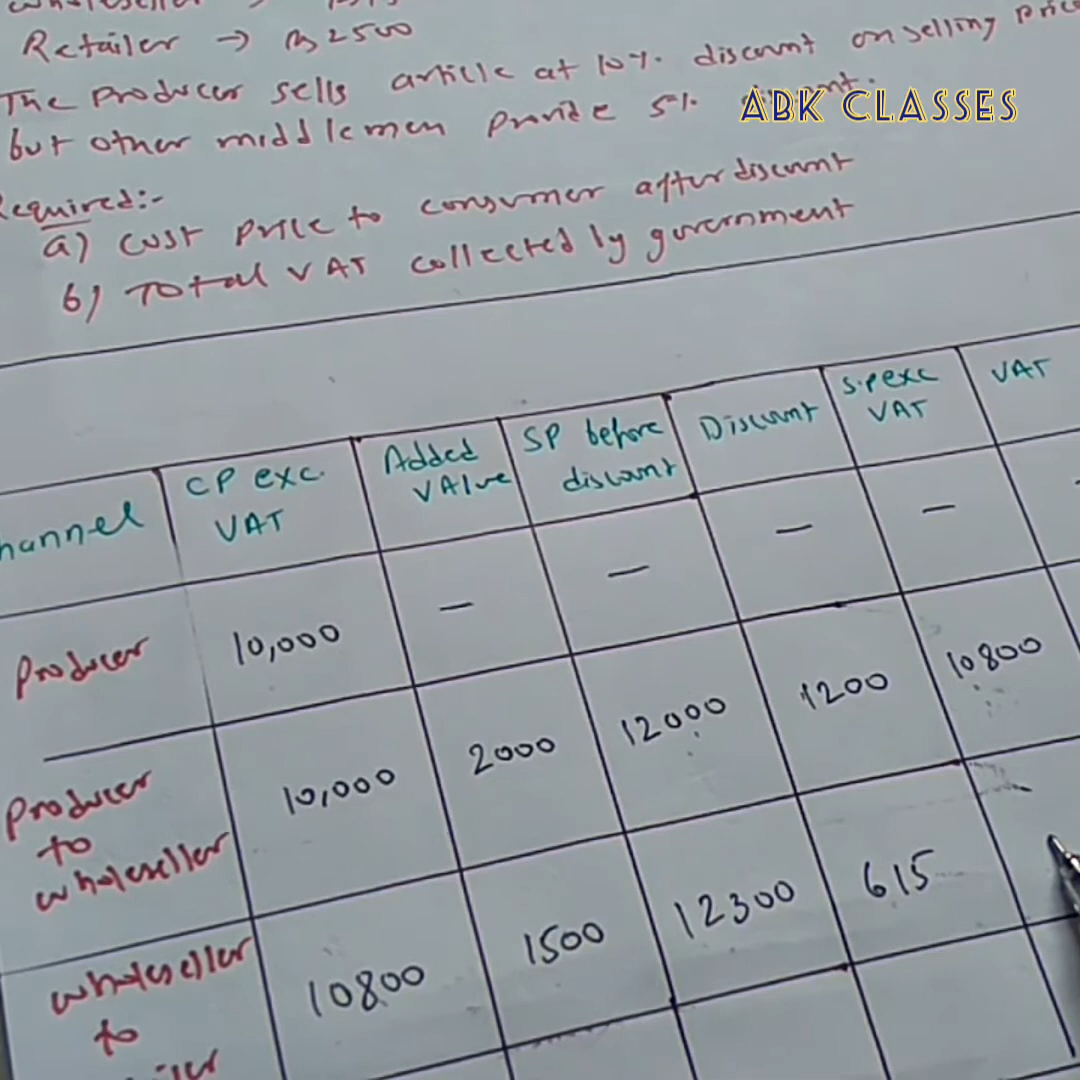 Retailer → Rs 2500
The Producer sells article at 10%. discount on selling price
but other middlemen provide 5%
ABK CLASSES
Required:-
a) Cost price to consumer after discount
b) Total VAT collected by government
Channel
CP exc. VAT
Added VAlue
SP before discount
Discount
S.P exc VAT
VAT
Producer
10,000
—
—
—
—
Producer to wholeseller
10,000
2000
12000
1200
10800
wholeseller to
10800
1500
12300
615